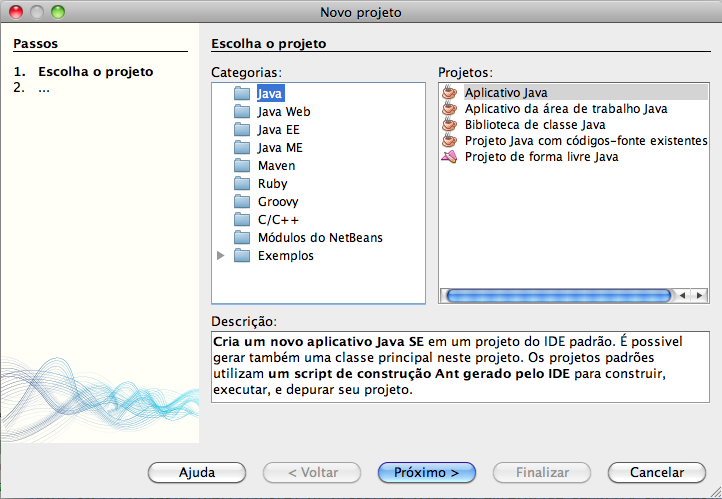 Novo projeto
Passos
1. Escolha o projeto
2. ...
Escolha o projeto
Categorias:
Java
Java Web
Java EE
Java ME
Maven
Ruby
Groovy
C/C++
Módulos do NetBeans
Exemplos
Projetos:
Aplicativo Java
Aplicativo da área de trabalho Java
Biblioteca de classe Java
Projeto Java com códigos-fonte existentes
Projeto de forma livre Java
Descrição:
Cria um novo aplicativo Java SE em um projeto do IDE padrão. É possivel
gerar também uma classe principal neste projeto. Os projetos padrões
utilizam um script de construção Ant gerado pelo IDE para construir,
executar, e depurar seu projeto.
Ajuda
< Voltar
Próximo >
Finalizar
Cancelar